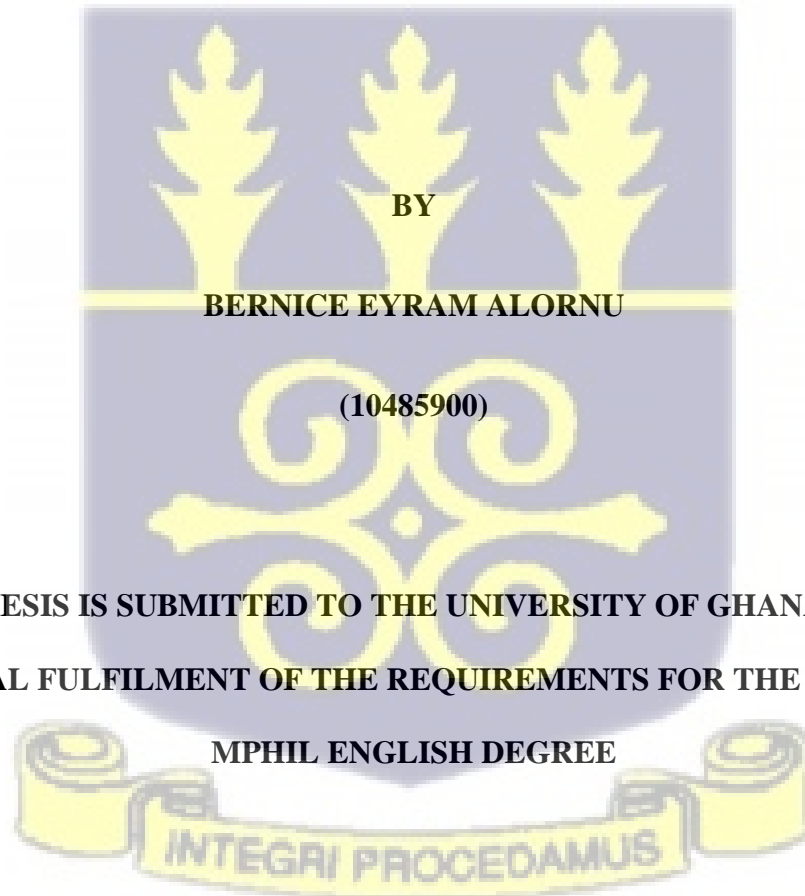 BY
BERNICE EYRAM ALORNU
(10485900)
ESIS IS SUBMITTED TO THE UNIVERSITY OF GHANA
AL FULFILMENT OF THE REQUIREMENTS FOR THE
MPHIL ENGLISH DEGREE
INTEGRI PROCEDAMUS